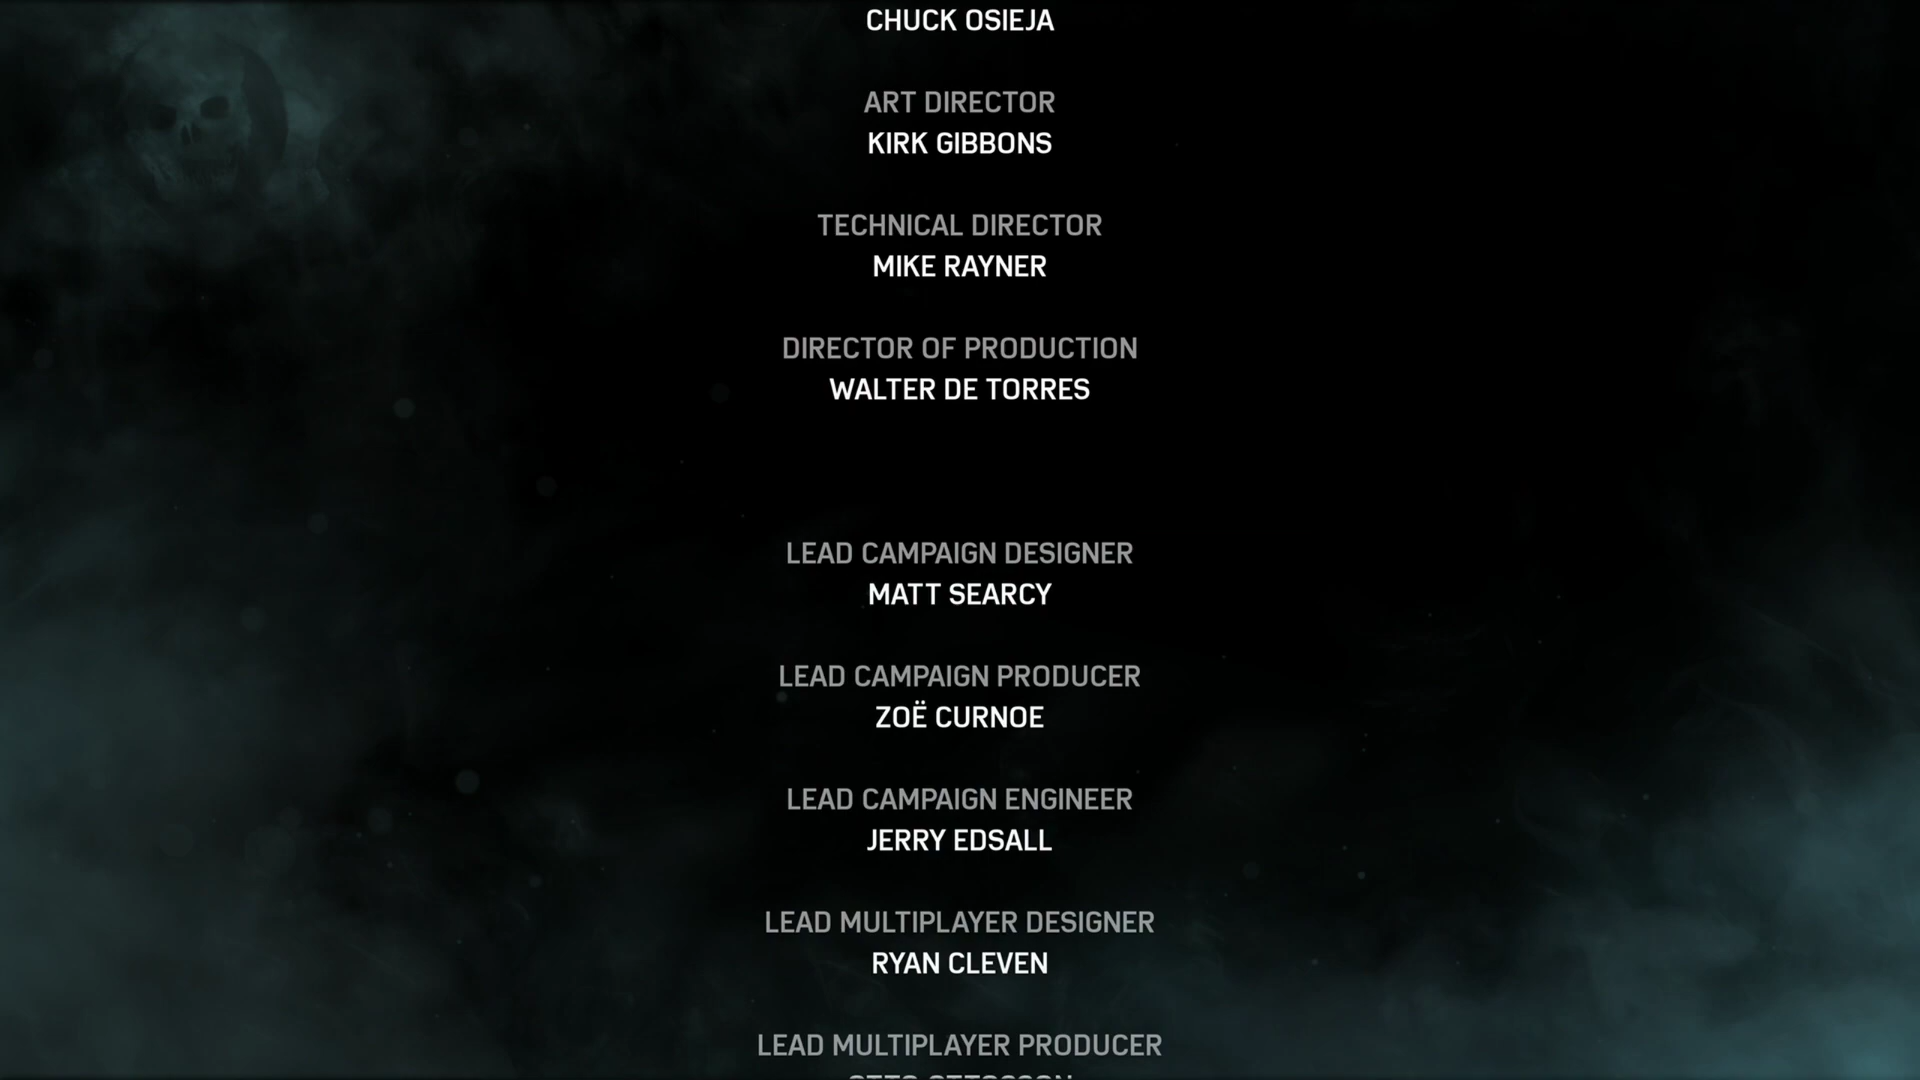 CHUCK OSIEJA
ART DIRECTOR
KIRK GIBBONS
TECHNICAL DIRECTOR
MIKE RAYNER
DIRECTOR OF PRODUCTION
WALTER DE TORRES
LEAD CAMPAIGN DESIGNER
MATT SEARCY
LEAD CAMPAIGN PRODUCER
ZOË CURNOE
LEAD CAMPAIGN ENGINEER
JERRY EDSALL
LEAD MULTIPLAYER DESIGNER
RYAN CLEVEN
LEAD MULTIPLAYER PRODUCER